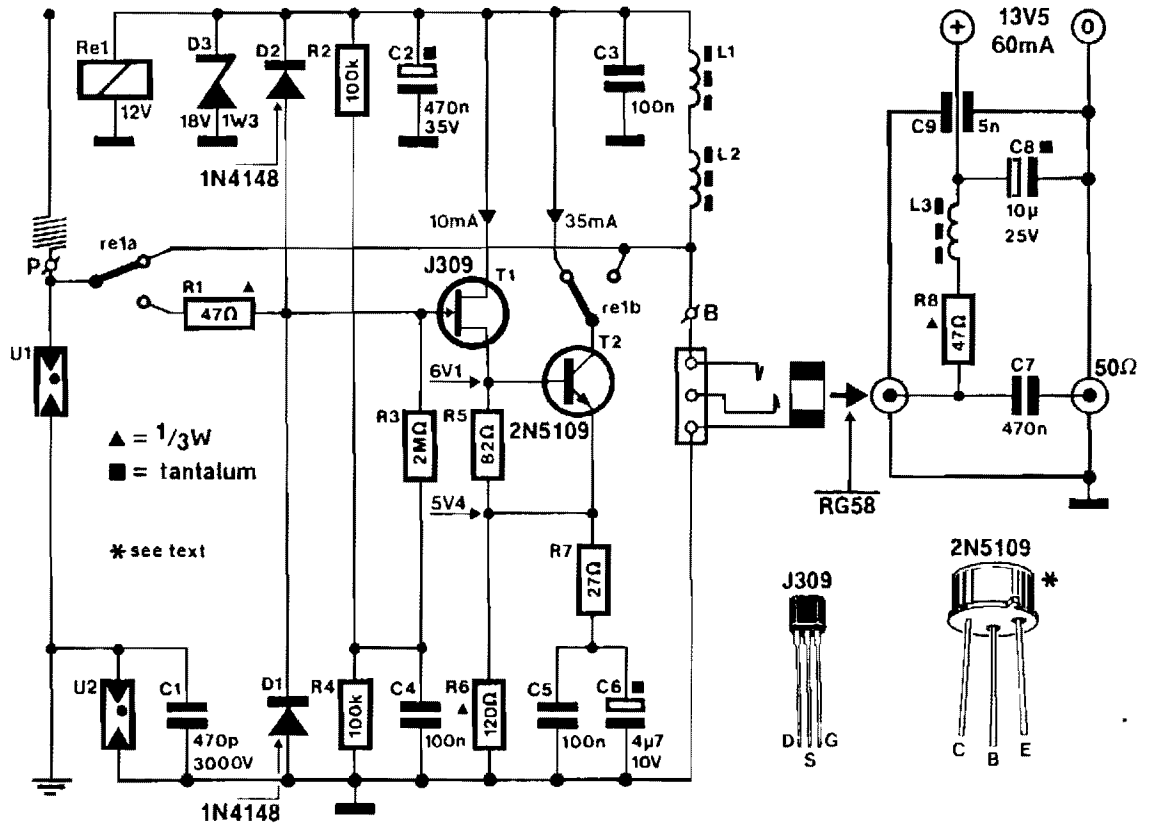 Re1
12V
D3
18V 1W3
D2
1N4148
R2
100k
C2
470n
35V
C3
100n
L1
L2
10mA
35mA
P
re1a
R1
47Ω
J309
T1
re1b
T2
B
U1
6V1
R3
2MΩ
R5
82Ω
2N5109
▲ = 1/3W
■ = tantalum
* see text
5V4
R7
27Ω
U2
C1
470p
3000V
D1
1N4148
R4
100k
C4
100n
R6
120Ω
C5
100n
C6
4µ7
10V
+
13V5
60mA
0
C9
5n
C8
10µ
25V
L3
R8
47Ω
C7
470n
50Ω
RG58
J309
D
S
G
2N5109
*
C
B
E